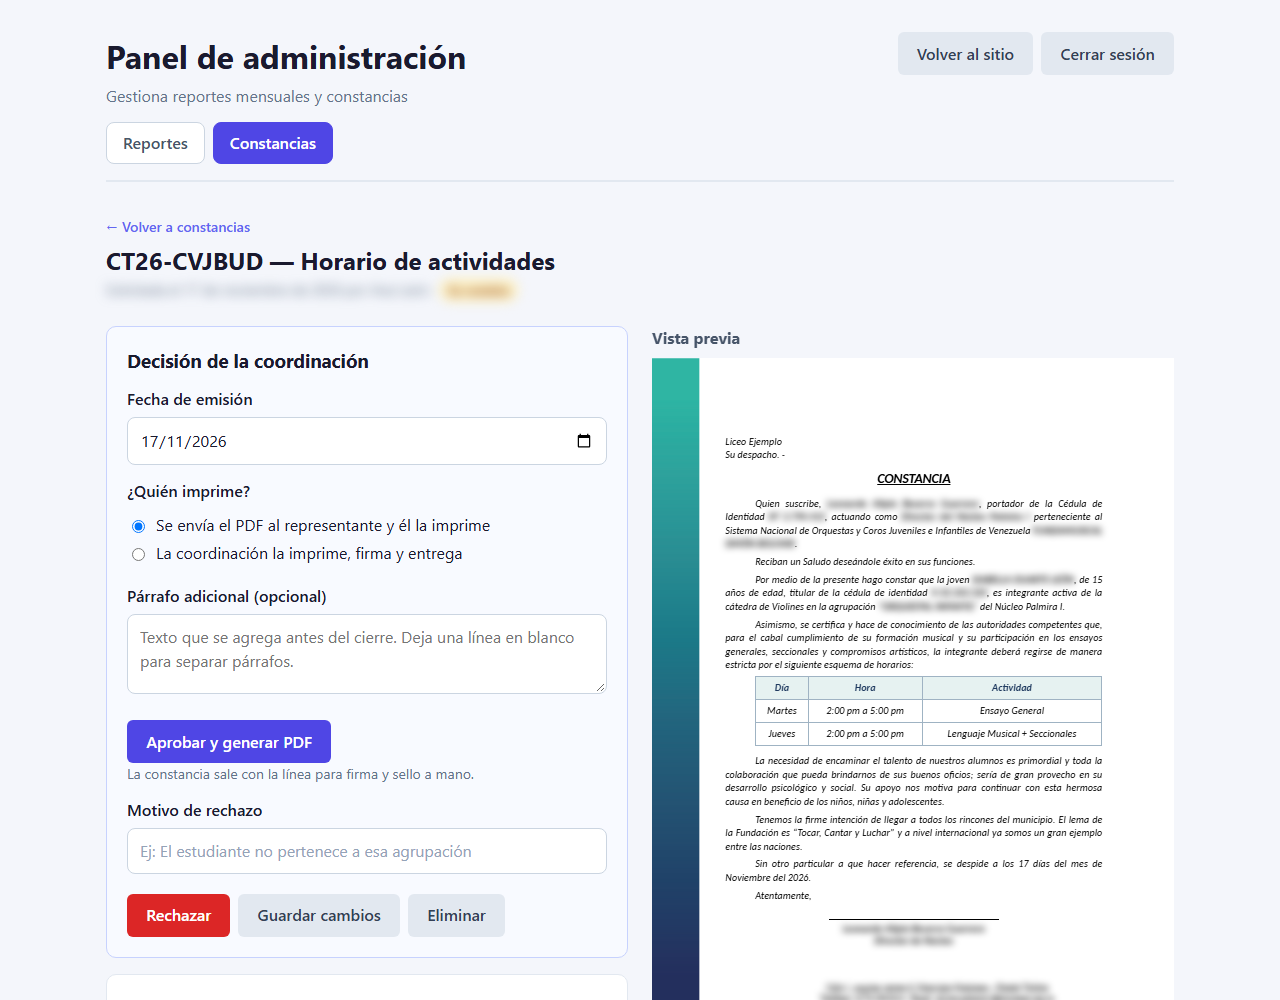 Panel de administración
Volver al sitio
Cerrar sesión
Gestiona reportes mensuales y constancias
Reportes
Constancias
← Volver a constancias
CT26-CVJBUD — Horario de actividades
Decisión de la coordinación
Fecha de emisión
17/11/2026
¿Quién imprime?
Se envía el PDF al representante y él la imprime
La coordinación la imprime, firma y entrega
Párrafo adicional (opcional)
Texto que se agrega antes del cierre. Deja una línea en blanco
para separar párrafos.
Aprobar y generar PDF
La constancia sale con la línea para firma y sello a mano.
Motivo de rechazo
Ej: El estudiante no pertenece a esa agrupación
Rechazar
Guardar cambios
Eliminar
Vista previa
Liceo Ejemplo
Su despacho. -
CONSTANCIA
Quien suscribe, , portador de la Cédula de
Identidad , actuando como perteneciente al
Sistema Nacional de Orquestas y Coros Juveniles e Infantiles de Venezuela
Reciban un Saludo deseándole éxito en sus funciones.
Por medio de la presente hago constar que la joven , de 15
años de edad, titular de la cédula de identidad , es integrante activa de la
cátedra de Violines en la agrupación del Núcleo Palmira I.
Asimismo, se certifica y hace de conocimiento de las autoridades competentes que,
para el cabal cumplimiento de su formación musical y su participación en los ensayos
generales, seccionales y compromisos artísticos, la integrante deberá regirse de manera
estricta por el siguiente esquema de horarios:
Día Hora Actividad
Martes 2:00 pm a 5:00 pm Ensayo General
Jueves 2:00 pm a 5:00 pm Lenguaje Musical + Seccionales
La necesidad de encaminar el talento de nuestros alumnos es primordial y toda la
colaboración que pueda brindarnos de sus buenos oficios; sería de gran provecho en su
desarrollo psicológico y social. Su apoyo nos motiva para continuar con esta hermosa
causa en beneficio de los niños, niñas y adolescentes.
Tenemos la firme intención de llegar a todos los rincones del municipio. El lema de
la Fundación es “Tocar, Cantar y Luchar” y a nivel internacional ya somos un gran ejemplo
entre las naciones.
Sin otro particular a que hacer referencia, se despide a los 17 días del mes de
Noviembre del 2026.
Atentamente,